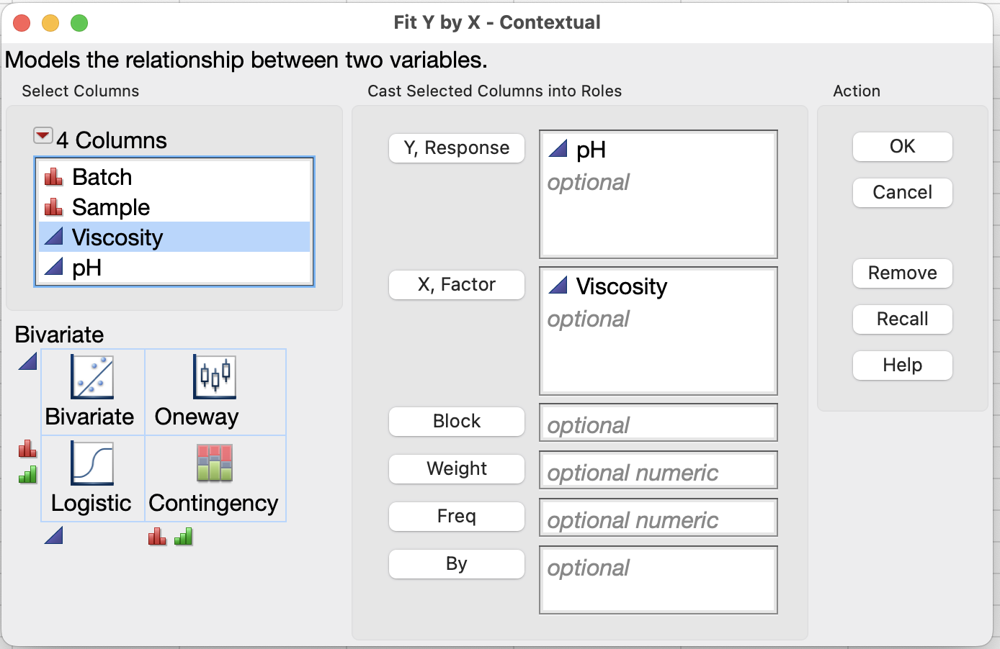 Fit Y by X - Contextual
Models the relationship between two variables.
Select Columns
4 Columns
Batch
Sample
Viscosity
pH
Bivariate
Bivariate
Oneway
Logistic
Contingency
Cast Selected Columns into Roles
Y, Response
pH
optional
X, Factor
Viscosity
optional
Block
optional
Weight
optional numeric
Freq
optional numeric
By
optional
Action
OK
Cancel
Remove
Recall
Help